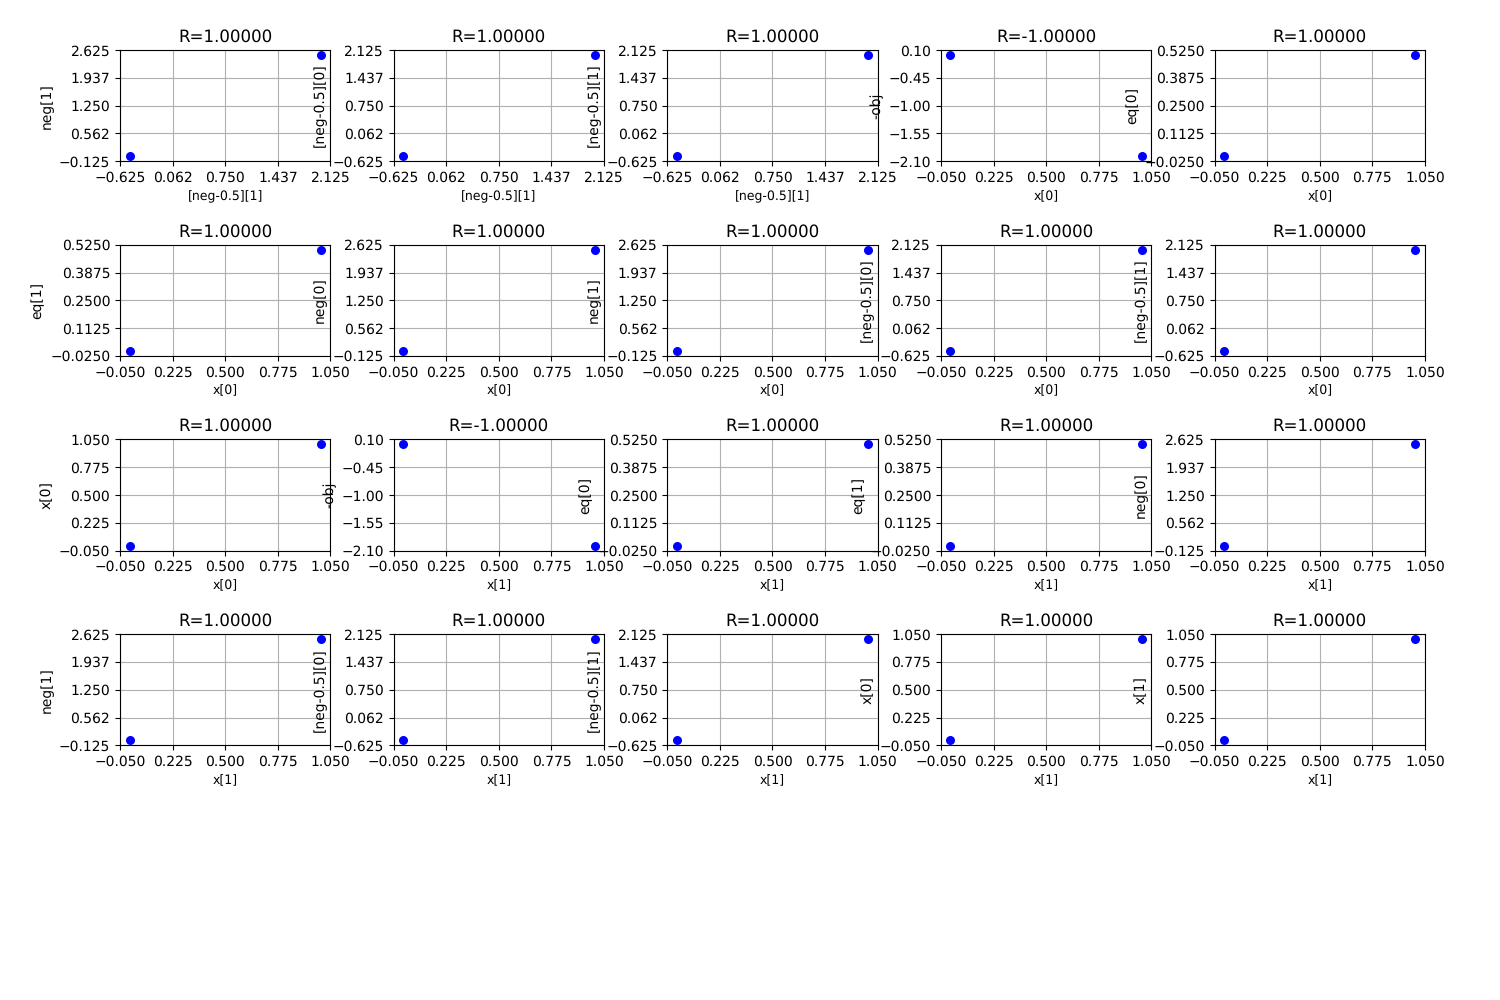 R=1.00000 R=1.00000 R=1.00000 R=-1.00000 R=1.00000
neg[1] [neg-0.5][0] [neg-0.5][1] -obj eq[0]
2.625 2.125 2.125 0.10 0.5250
1.937 1.437 1.437 −0.45 0.3875
1.250 0.750 0.750 −1.00 0.2500
0.562 0.062 0.062 −1.55 0.1125
−0.125 −0.625 −0.625 −2.10 −0.0250
−0.625 0.062 0.750 1.437 2.125 −0.625 0.062 0.750 1.437 2.125 −0.625 0.062 0.750 1.437 2.125 −0.050 0.225 0.500 0.775 1.050 −0.050 0.225 0.500 0.775 1.050
[neg-0.5][1] [neg-0.5][1] [neg-0.5][1] x[0] x[0]
R=1.00000 R=1.00000 R=1.00000 R=1.00000 R=1.00000
eq[1] neg[0] neg[1] [neg-0.5][0] [neg-0.5][1]
0.5250 2.625 2.625 2.125 2.125
0.3875 1.937 1.937 1.437 1.437
0.2500 1.250 1.250 0.750 0.750
0.1125 0.562 0.562 0.062 0.062
−0.0250 −0.125 −0.125 −0.625 −0.625
−0.050 0.225 0.500 0.775 1.050 −0.050 0.225 0.500 0.775 1.050 −0.050 0.225 0.500 0.775 1.050 −0.050 0.225 0.500 0.775 1.050 −0.050 0.225 0.500 0.775 1.050
x[0] x[0] x[0] x[0] x[0]
R=1.00000 R=-1.00000 R=1.00000 R=1.00000 R=1.00000
x[0] -obj eq[0] eq[1] neg[0]
1.050 0.10 0.5250 0.5250 2.625
0.775 −0.45 0.3875 0.3875 1.937
0.500 −1.00 0.2500 0.2500 1.250
0.225 −1.55 0.1125 0.1125 0.562
−0.050 −2.10 −0.0250 −0.0250 −0.125
−0.050 0.225 0.500 0.775 1.050 −0.050 0.225 0.500 0.775 1.050 −0.050 0.225 0.500 0.775 1.050 −0.050 0.225 0.500 0.775 1.050 −0.050 0.225 0.500 0.775 1.050
x[0] x[1] x[1] x[1] x[1]
R=1.00000 R=1.00000 R=1.00000 R=1.00000 R=1.00000
neg[1] [neg-0.5][0] [neg-0.5][1] x[0] x[1]
2.625 2.125 2.125 1.050 1.050
1.937 1.437 1.437 0.775 0.775
1.250 0.750 0.750 0.500 0.500
0.562 0.062 0.062 0.225 0.225
−0.125 −0.625 −0.625 −0.050 −0.050
−0.050 0.225 0.500 0.775 1.050 −0.050 0.225 0.500 0.775 1.050 −0.050 0.225 0.500 0.775 1.050 −0.050 0.225 0.500 0.775 1.050 −0.050 0.225 0.500 0.775 1.050
x[1] x[1] x[1] x[1] x[1]